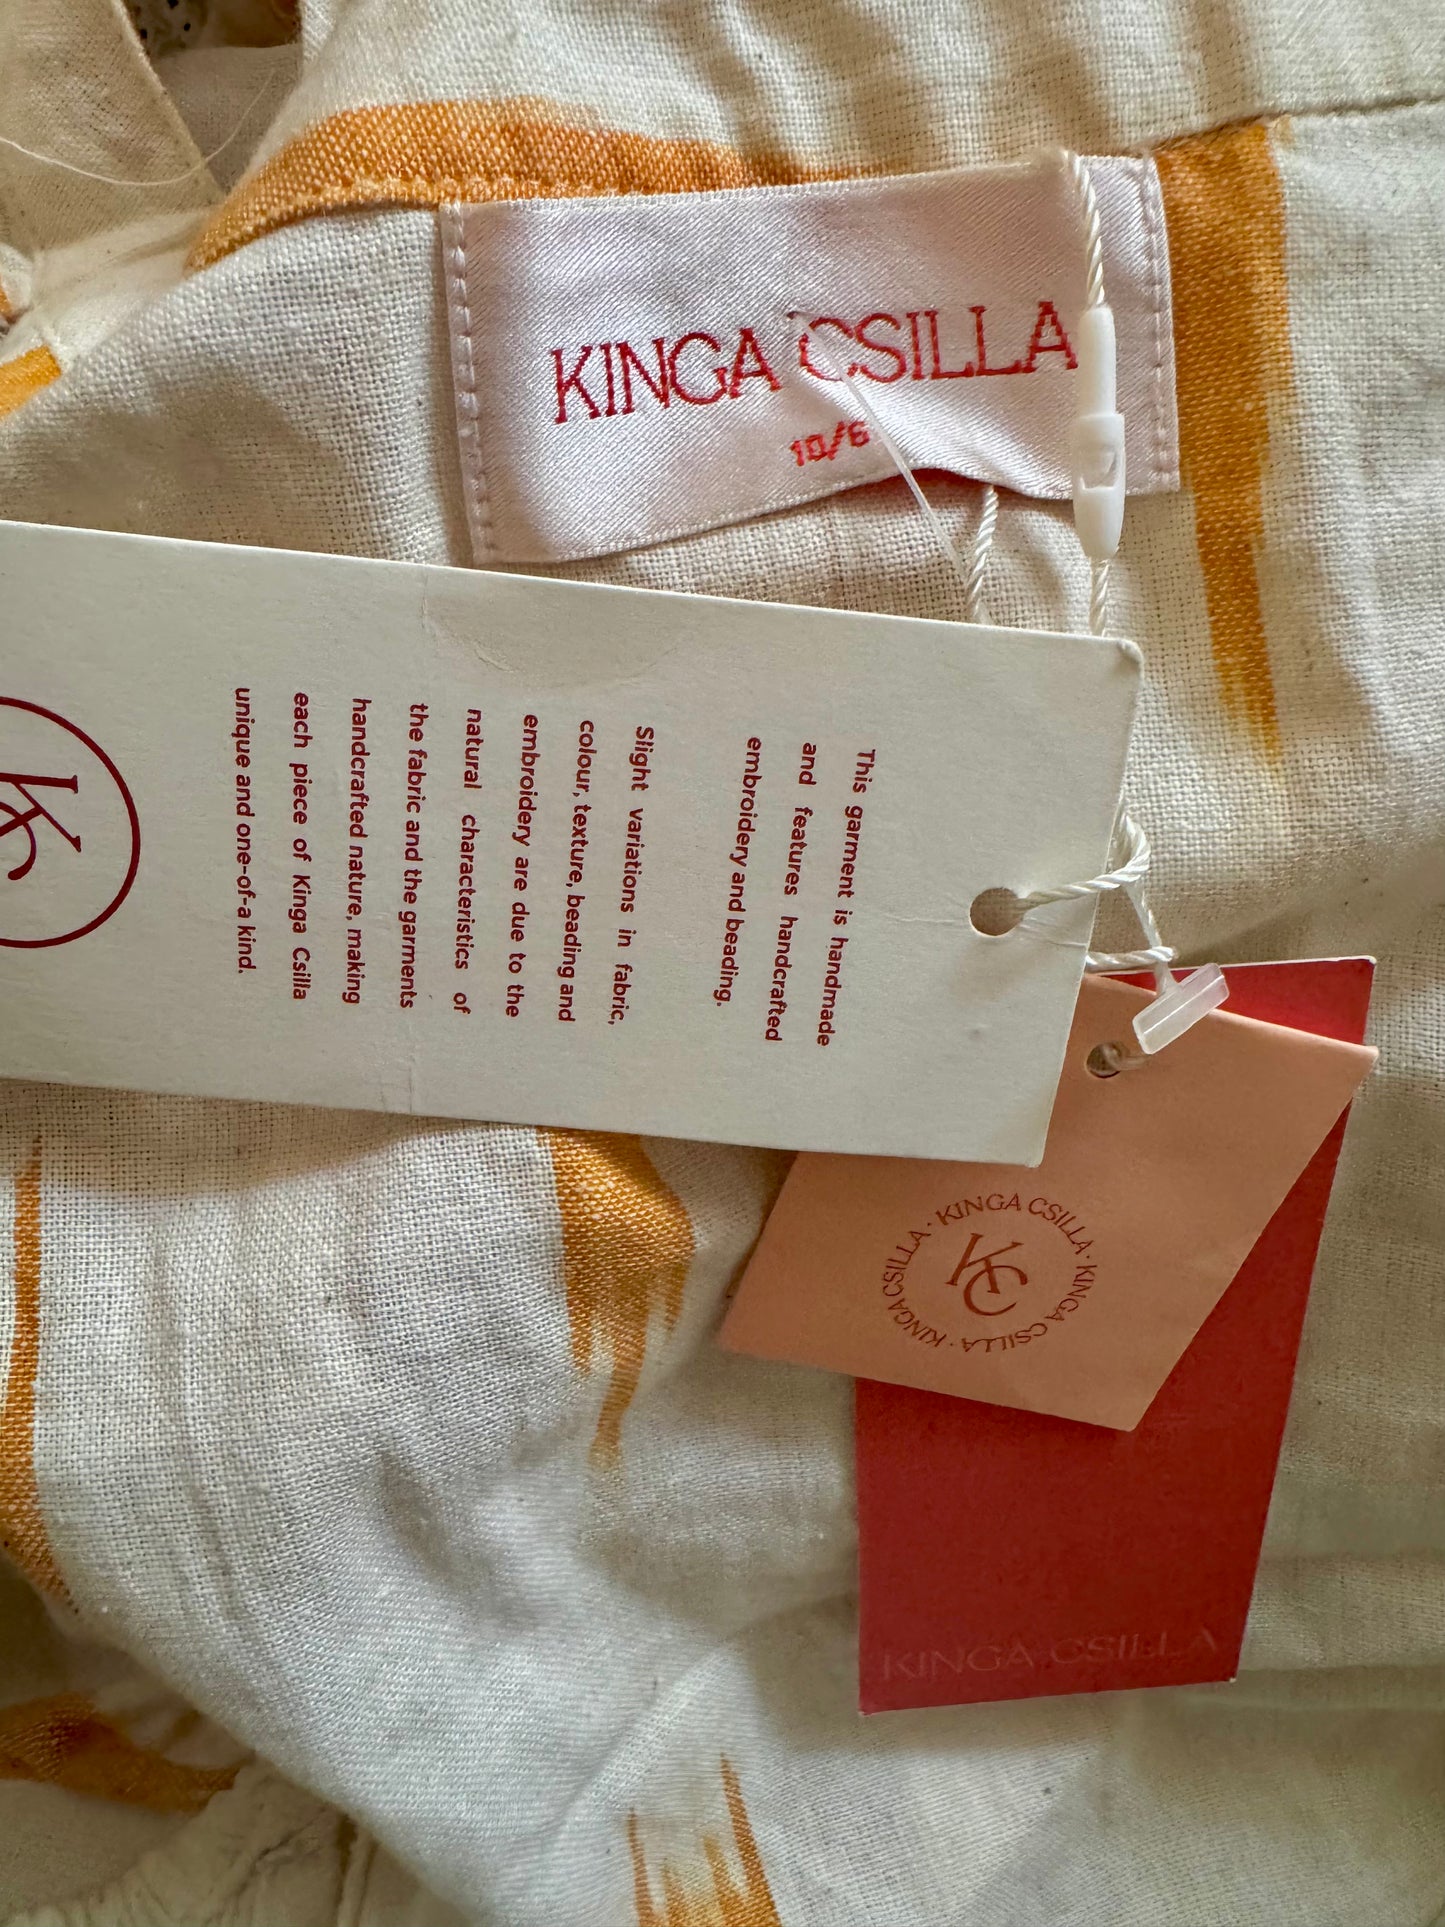 KINGA CSILLA
10/6
This garment is handmade
and features handcrafted
embroidery and beading.
Slight variations in fabric,
colour, texture, beading and
embroidery are due to the
natural characteristics of
the fabric and the garments
handcrafted nature, making
each piece of Kinga Csilla
unique and one-of-a kind.
KC
KINGA CSILLA · KINGA CSILLA · KINGA CSILLA ·
KC
KINGA CSILLA